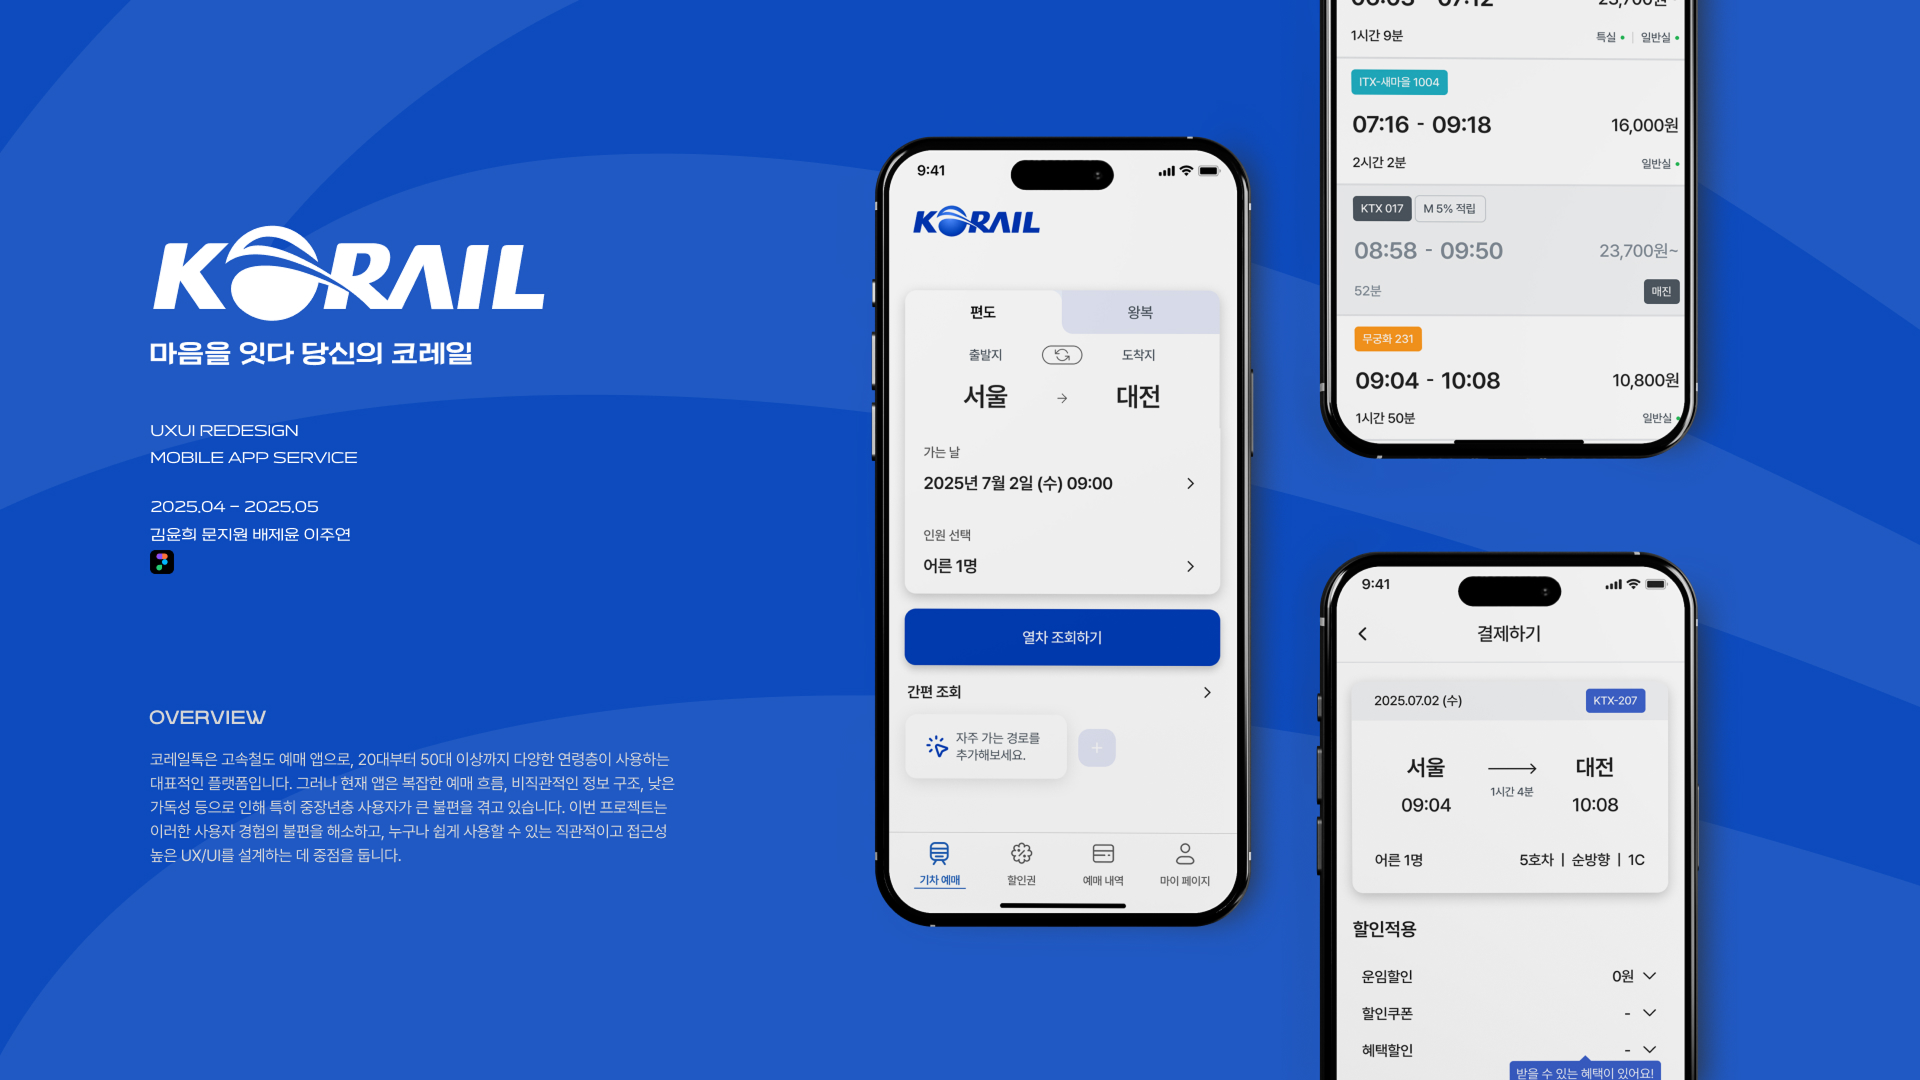 KORAIL
마음을 잇다 당신의 코레일
UXUI REDESIGN
MOBILE APP SERVICE
2025.04 - 2025.05
김윤희 문지원 배제윤 이주연
OVERVIEW
코레일톡은 고속철도 예매 앱으로, 20대부터 50대 이상까지 다양한 연령층이 사용하는
대표적인 플랫폼입니다. 그러나 현재 앱은 복잡한 예매 흐름, 비직관적인 정보 구조, 낮은
가독성 등으로 인해 특히 중장년층 사용자가 큰 불편을 겪고 있습니다. 이번 프로젝트는
이러한 사용자 경험의 불편을 해소하고, 누구나 쉽게 사용할 수 있는 직관적이고 접근성
높은 UX/UI를 설계하는 데 중점을 둡니다.
9:41
KORAIL
편도 왕복
출발지 도착지
서울 → 대전
가는 날
2025년 7월 2일 (수) 09:00
인원 선택
어른 1명
열차 조회하기
간편 조회
자주 가는 경로를
추가해보세요.
기차 예매 할인권 예매 내역 마이 페이지
06:03 - 07:12 23,700원~
1시간 9분 특실 | 일반실
ITX-새마을 1004
07:16 - 09:18 16,000원
2시간 2분 일반실
KTX 017 M 5% 적립
08:58 - 09:50 23,700원~
52분 매진
무궁화 231
09:04 - 10:08 10,800원
1시간 50분 일반실
9:41
결제하기
2025.07.02 (수) KTX-207
서울 → 대전
09:04 1시간 4분 10:08
어른 1명 5호차 | 순방향 | 1C
할인적용
운임할인 0원
할인쿠폰 -
혜택할인 -
받을 수 있는 혜택이 있어요!